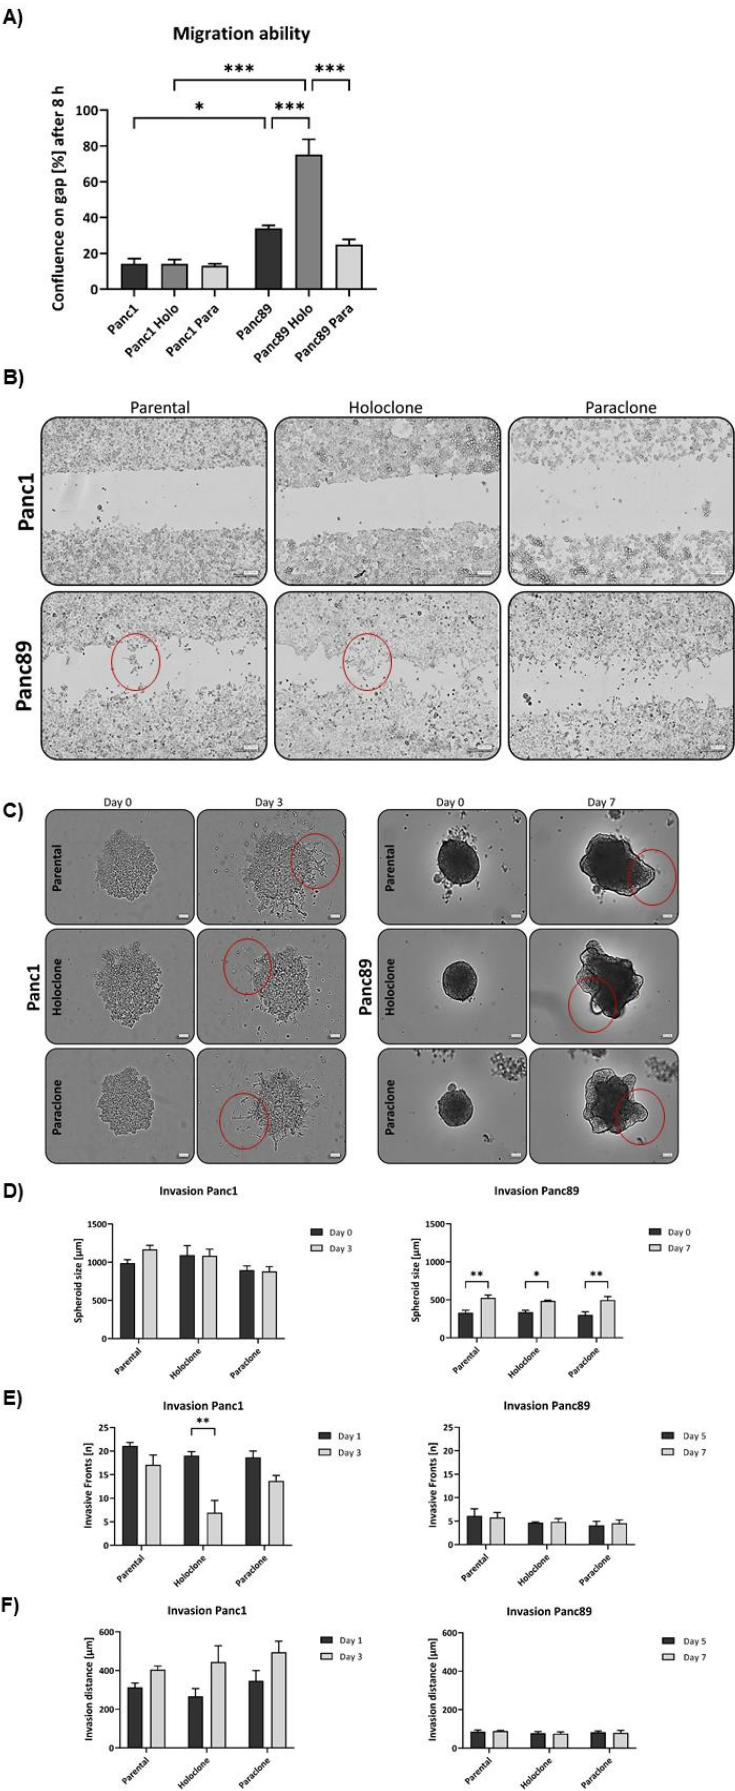 A)
Migration ability
***
***
*
***
Confluence on gap [%] after 8 h
100
80
60
40
20
0
Panc1
Panc1 Holo
Panc1 Para
Panc89
Panc89 Holo
Panc89 Para
B)
Parental
Holoclone
Paraclone
Panc1
Panc89
C)
Day 0
Day 3
Day 0
Day 7
Panc1
Parental
Holoclone
Paraclone
Panc89
Parental
Holoclone
Paraclone
D)
Invasion Panc1
Spheroid size [µm]
1500
1000
500
0
Parental
Holoclone
Paraclone
Day 0
Day 3
Invasion Panc89
Spheroid size [µm]
1500
1000
500
0
**
*
**
Parental
Holoclone
Paraclone
Day 0
Day 7
E)
Invasion Panc1
Invasive Fronts [n]
25
20
15
10
5
0
**
Parental
Holoclone
Paraclone
Day 1
Day 3
Invasion Panc89
Invasive Fronts [n]
25
20
15
10
5
0
Parental
Holoclone
Paraclone
Day 5
Day 7
F)
Invasion Panc1
Invasion distance [µm]
600
400
200
0
Parental
Holoclone
Paraclone
Day 1
Day 3
Invasion Panc89
Invasion distance [µm]
600
400
200
0
Parental
Holoclone
Paraclone
Day 5
Day 7